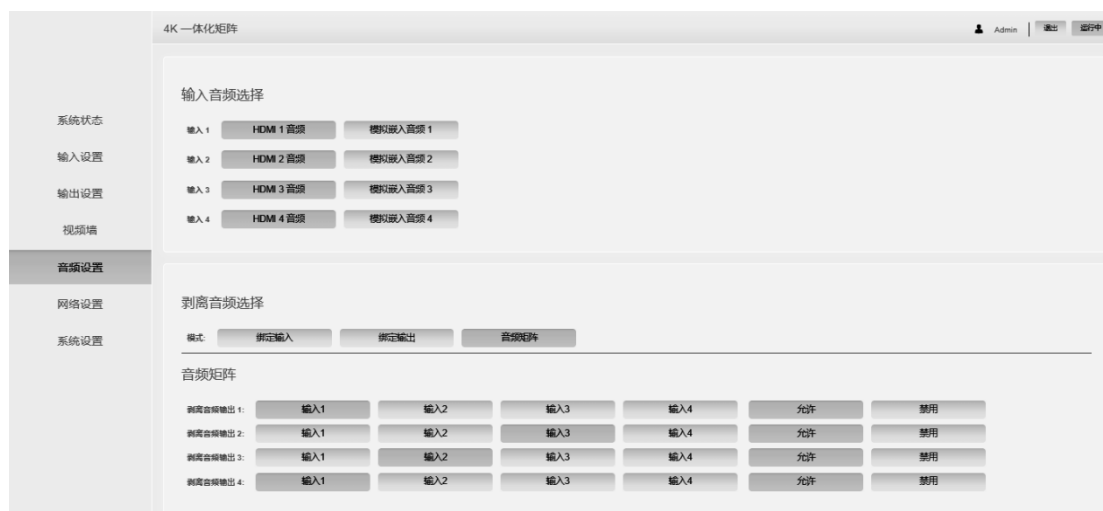 4K 一体化矩阵
Admin | 退出 运行中
系统状态
输入设置
输出设置
视频墙
音频设置
网络设置
系统设置
输入音频选择
输入 1 HDMI 1 音频 模拟嵌入音频 1
输入 2 HDMI 2 音频 模拟嵌入音频 2
输入 3 HDMI 3 音频 模拟嵌入音频 3
输入 4 HDMI 4 音频 模拟嵌入音频 4
剥离音频选择
模式: 绑定输入 绑定输出 音频矩阵
音频矩阵
剥离音频输出 1: 输入1 输入2 输入3 输入4 允许 禁用
剥离音频输出 2: 输入1 输入2 输入3 输入4 允许 禁用
剥离音频输出 3: 输入1 输入2 输入3 输入4 允许 禁用
剥离音频输出 4: 输入1 输入2 输入3 输入4 允许 禁用